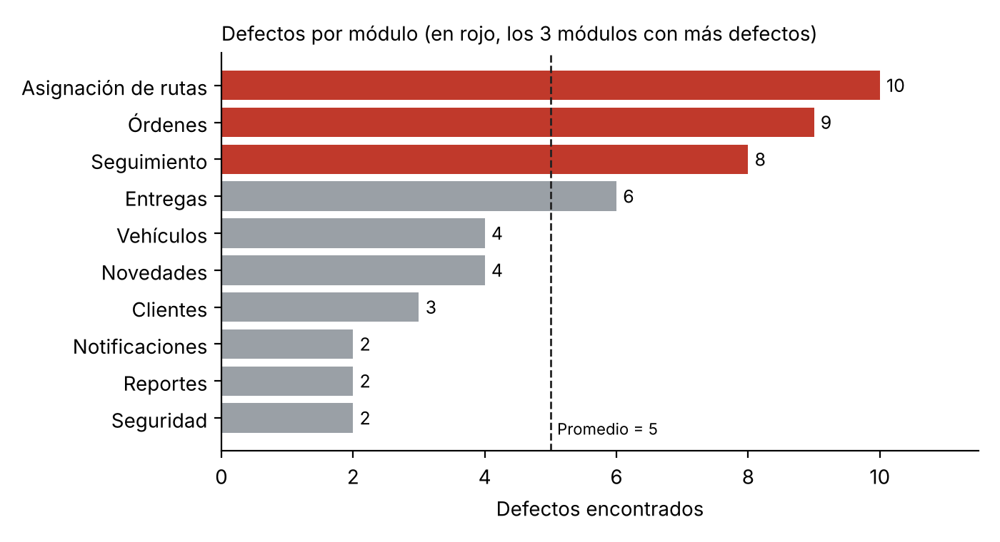 Defectos por módulo (en rojo, los 3 módulos con más defectos)
Asignación de rutas 10
Órdenes 9
Seguimiento 8
Entregas 6
Vehículos 4
Novedades 4
Clientes 3
Notificaciones 2
Reportes 2
Seguridad 2
Promedio = 5
0 2 4 6 8 10
Defectos encontrados